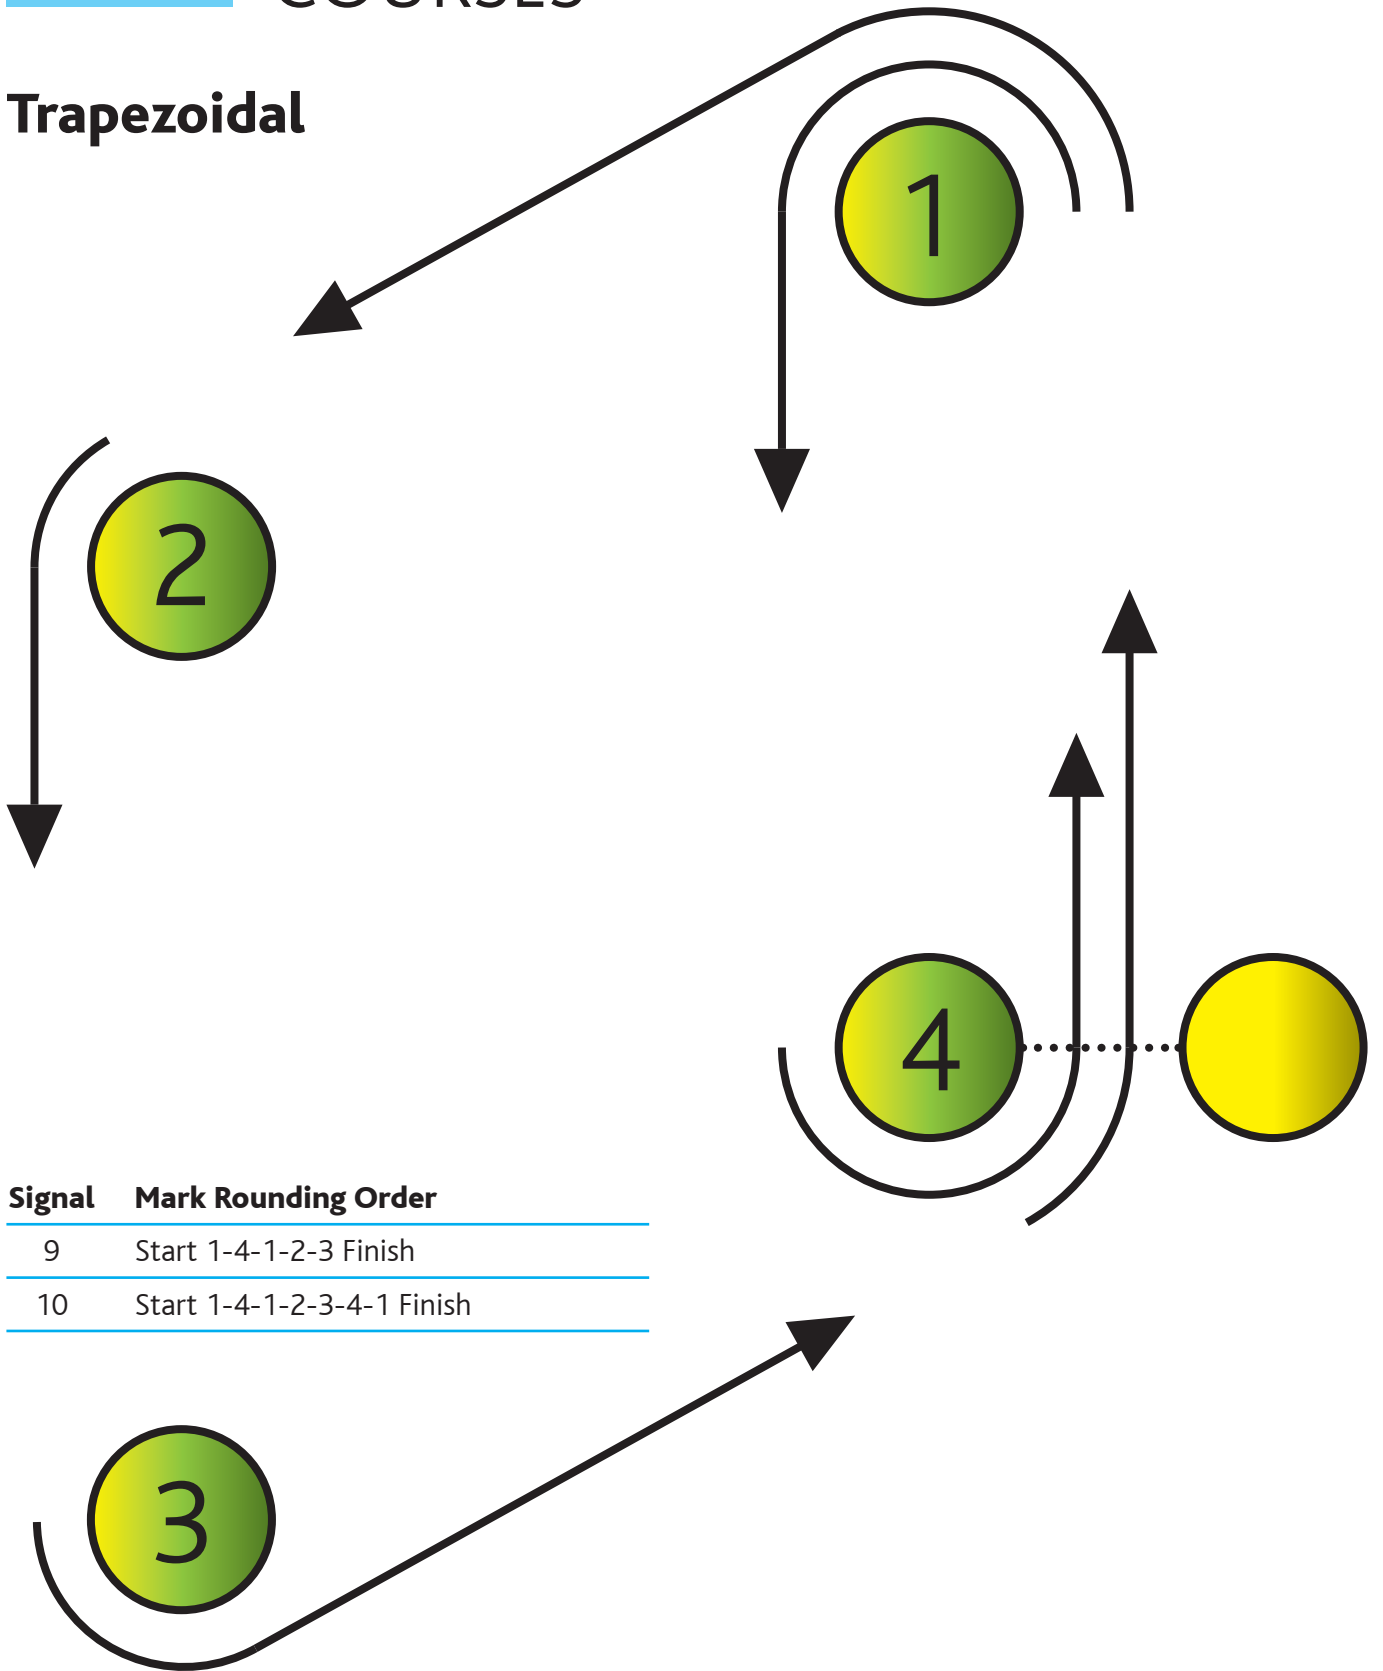 COURSES
Trapezoidal
1
2
4
Signal Mark Rounding Order
9 Start 1-4-1-2-3 Finish
10 Start 1-4-1-2-3-4-1 Finish
3